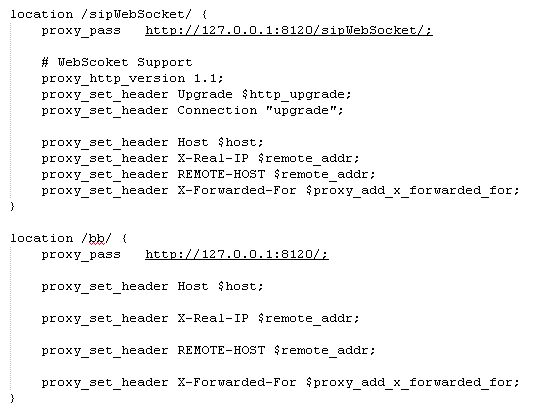 location /sipWebSocket/ {
proxy_pass http://127.0.0.1:8120/sipWebSocket/;
# WebScoket Support
proxy_http_version 1.1;
proxy_set_header Upgrade $http_upgrade;
proxy_set_header Connection "upgrade";
proxy_set_header Host $host;
proxy_set_header X-Real-IP $remote_addr;
proxy_set_header REMOTE-HOST $remote_addr;
proxy_set_header X-Forwarded-For $proxy_add_x_forwarded_for;
}
location /bb/ {
proxy_pass http://127.0.0.1:8120/;
proxy_set_header Host $host;
proxy_set_header X-Real-IP $remote_addr;
proxy_set_header REMOTE-HOST $remote_addr;
proxy_set_header X-Forwarded-For $proxy_add_x_forwarded_for;
}